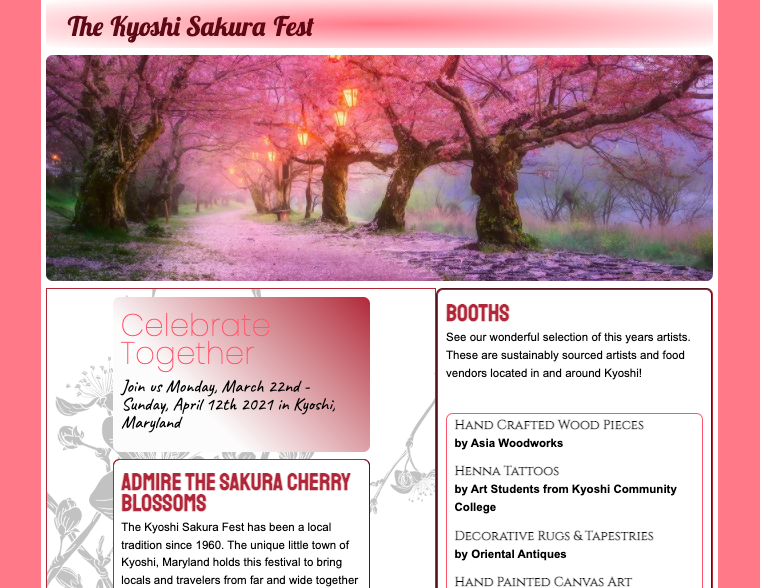 The Kyoshi Sakura Fest
Celebrate
Together
Join us Monday, March 22nd -
Sunday, April 12th 2021 in Kyoshi,
Maryland
ADMIRE THE SAKURA CHERRY
BLOSSOMS
The Kyoshi Sakura Fest has been a local
tradition since 1960. The unique little town of
Kyoshi, Maryland holds this festival to bring
locals and travelers from far and wide together
BOOTHS
See our wonderful selection of this years artists.
These are sustainably sourced artists and food
vendors located in and around Kyoshi!
Hand Crafted Wood Pieces
by Asia Woodworks
Henna Tattoos
by Art Students from Kyoshi Community
College
Decorative Rugs & Tapestries
by Oriental Antiques
Hand Painted Canvas Art